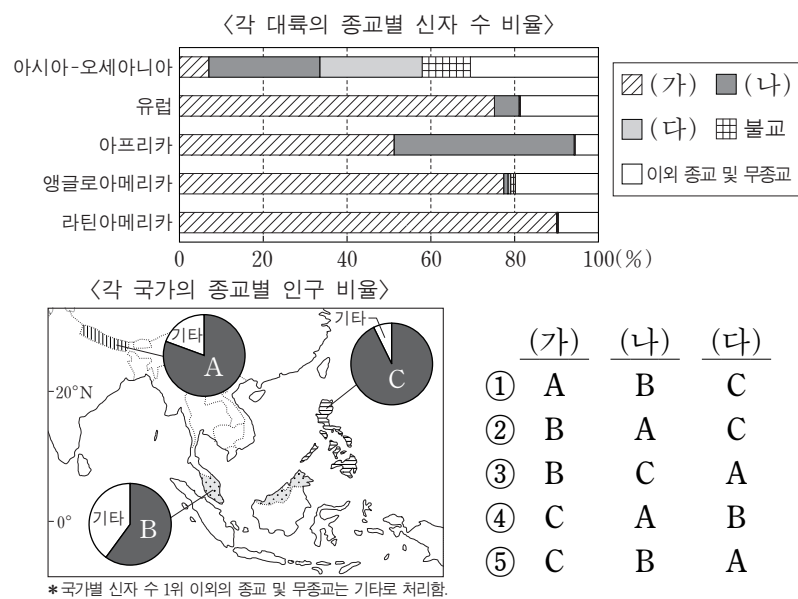 〈각 대륙의 종교별 신자 수 비율〉
아시아-오세아니아
유럽
아프리카
앵글로아메리카
라틴아메리카
0 20 40 60 80 100(%)
(가) (나)
(다) 불교
이외 종교 및 무종교
〈각 국가의 종교별 인구 비율〉
기타 A
기타 C
20°N
기타 B
0°
*국가별 신자 수 1위 이외의 종교 및 무종교는 기타로 처리함.
(가) (나) (다)
① A B C
② B A C
③ B C A
④ C A B
⑤ C B A